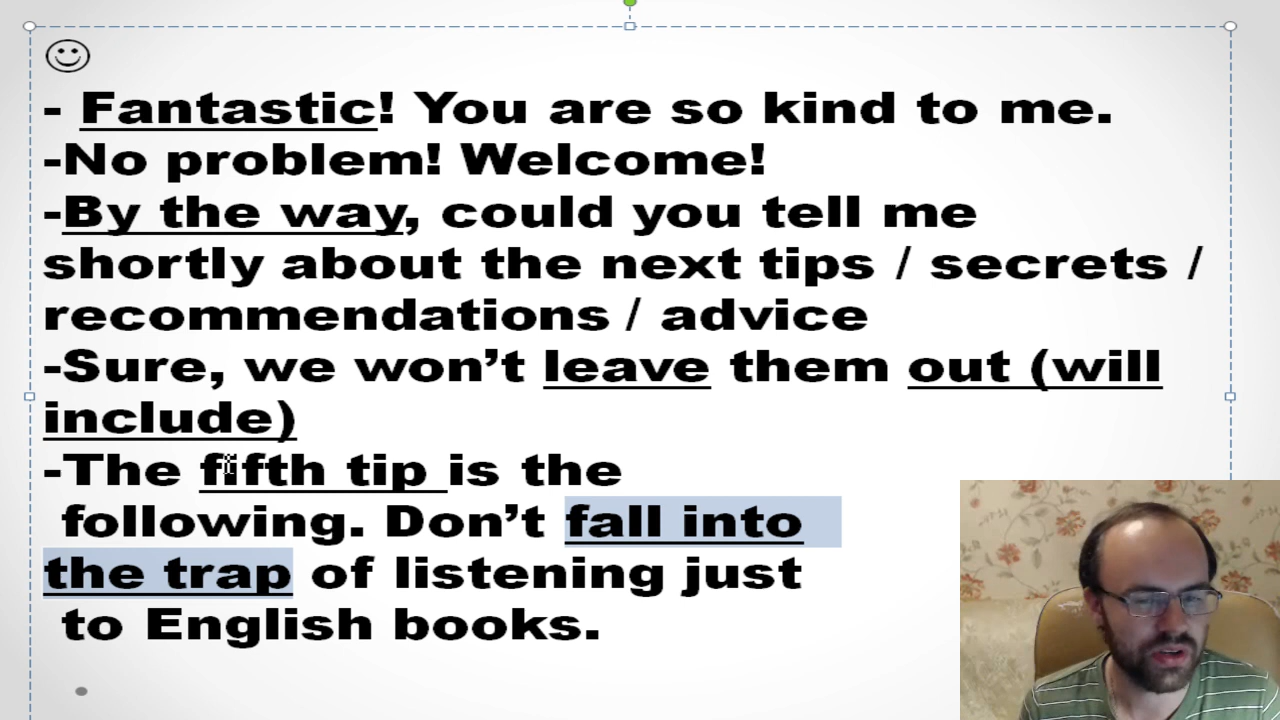 - Fantastic! You are so kind to me.
-No problem! Welcome!
-By the way, could you tell me
shortly about the next tips / secrets /
recommendations / advice
-Sure, we won’t leave them out (will
include)
-The fifth tip is the
following. Don’t fall into
the trap of listening just
to English books.